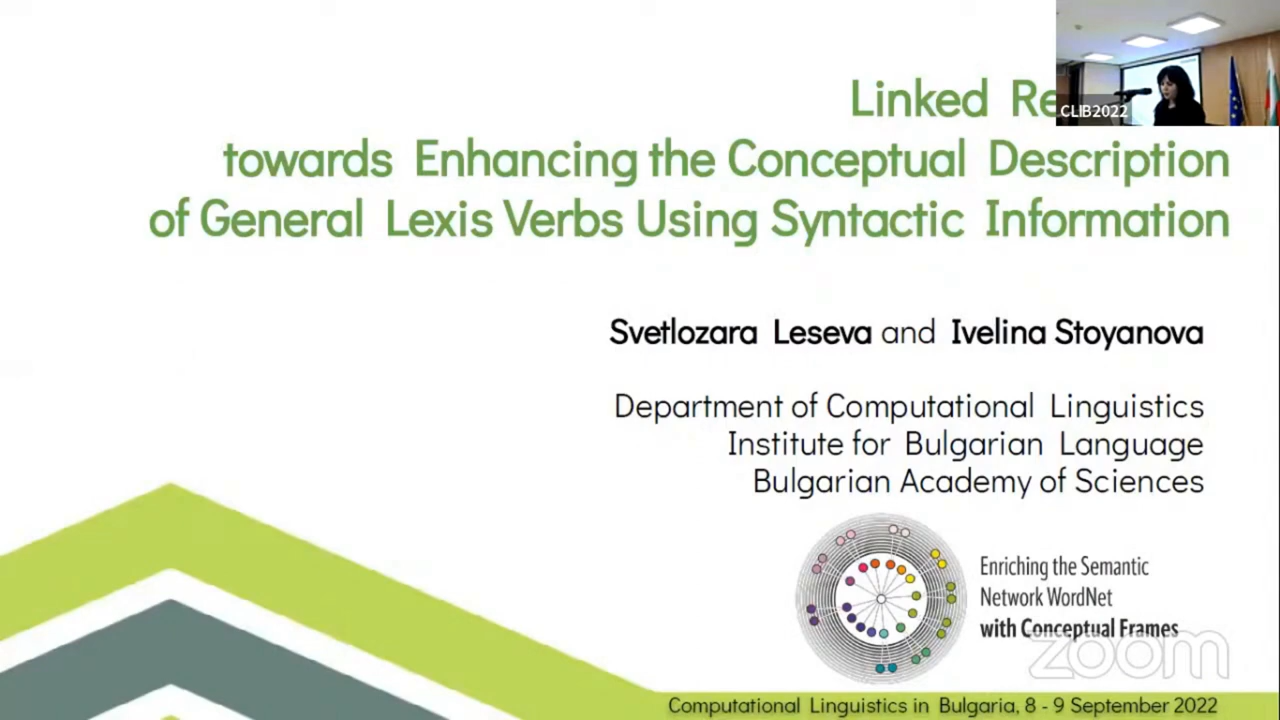 Linked
CLIB2022
towards Enhancing the Conceptual Description
of General Lexis Verbs Using Syntactic Information
Svetlozara Leseva and Ivelina Stoyanova
Department of Computational Linguistics
Institute for Bulgarian Language
Bulgarian Academy of Sciences
Enriching the Semantic
Network WordNet
with Conceptual Frames
zoom
Computational Linguistics in Bulgaria, 8 - 9 September 2022